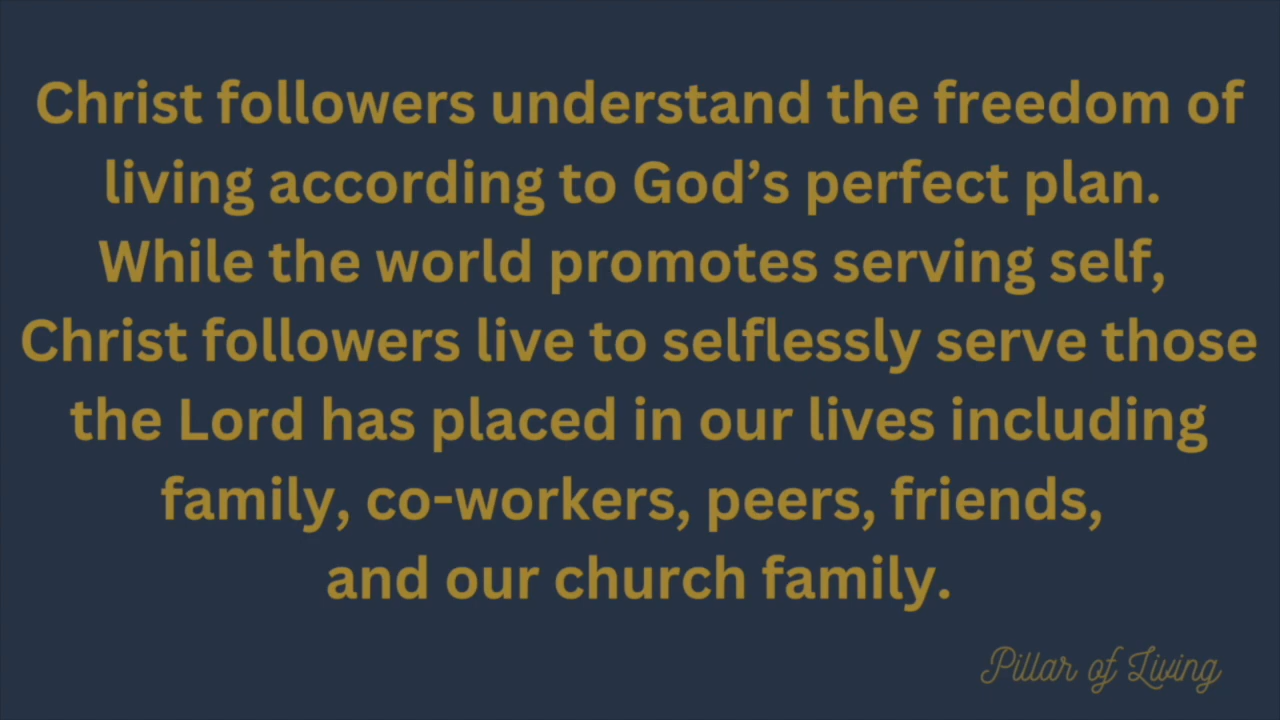 Christ followers understand the freedom of
living according to God’s perfect plan.
While the world promotes serving self,
Christ followers live to selflessly serve those
the Lord has placed in our lives including
family, co-workers, peers, friends,
and our church family.
Pillar of Living